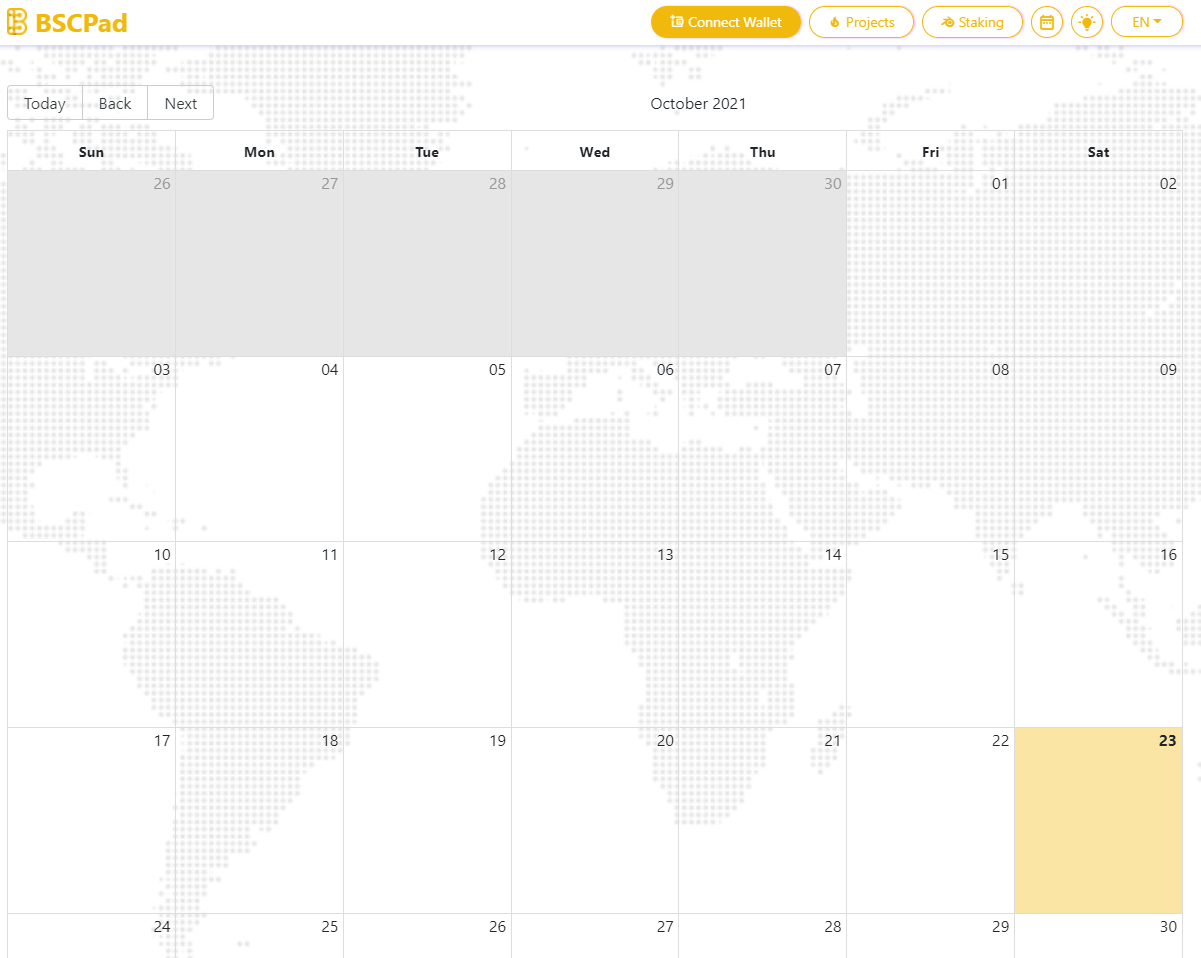 BSCPad Connect Wallet Projects Staking EN
Today Back Next October 2021
Sun Mon Tue Wed Thu Fri Sat
26 27 28 29 30 01 02
03 04 05 06 07 08 09
10 11 12 13 14 15 16
17 18 19 20 21 22 23
24 25 26 27 28 29 30